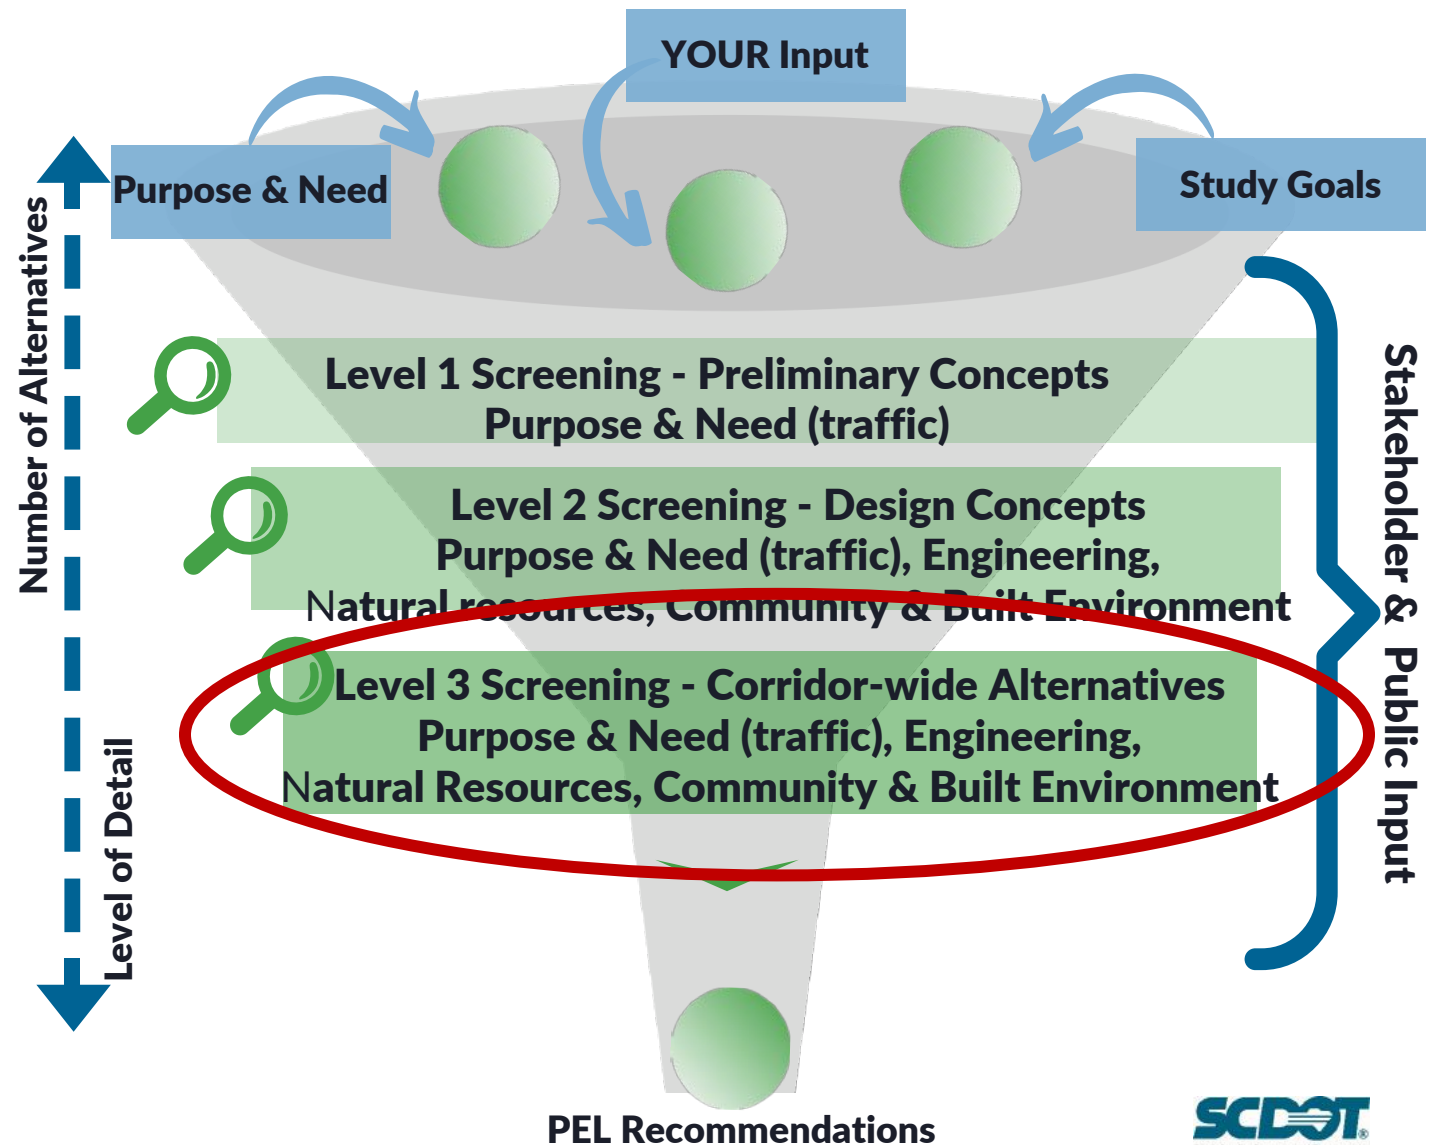 YOUR Input
Purpose & Need
Study Goals
Number of Alternatives
Level 1 Screening - Preliminary Concepts
Purpose & Need (traffic)
Level 2 Screening - Design Concepts
Purpose & Need (traffic), Engineering,
Natural resources, Community & Built Environment
Level 3 Screening - Corridor-wide Alternatives
Purpose & Need (traffic), Engineering,
Natural Resources, Community & Built Environment
Stakeholder & Public Input
Level of Detail
PEL Recommendations
SCDOT®